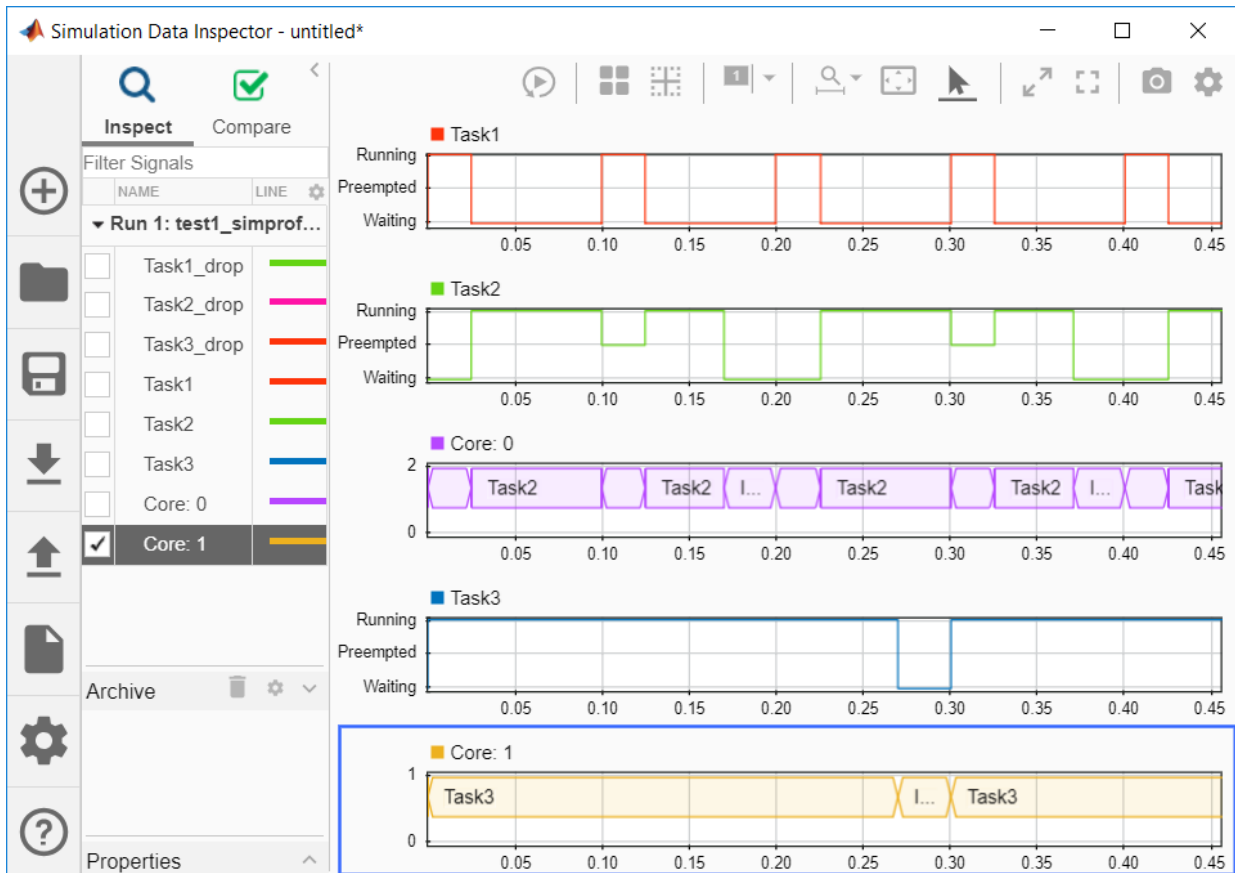 Simulation Data Inspector - untitled*
Inspect Compare
Filter Signals
NAME LINE
Run 1: test1_simprof...
Task1_drop
Task2_drop
Task3_drop
Task1
Task2
Task3
Core: 0
Core: 1
Archive
Properties
1
Task1
Running
Preempted
Waiting
0.05 0.10 0.15 0.20 0.25 0.30 0.35 0.40 0.45
Task2
Running
Preempted
Waiting
0.05 0.10 0.15 0.20 0.25 0.30 0.35 0.40 0.45
Core: 0
2
Task2 Task2 I... Task2 Task2 I... Task
0
0.05 0.10 0.15 0.20 0.25 0.30 0.35 0.40 0.45
Task3
Running
Preempted
Waiting
0.05 0.10 0.15 0.20 0.25 0.30 0.35 0.40 0.45
Core: 1
1
Task3 I... Task3
0
0.05 0.10 0.15 0.20 0.25 0.30 0.35 0.40 0.45